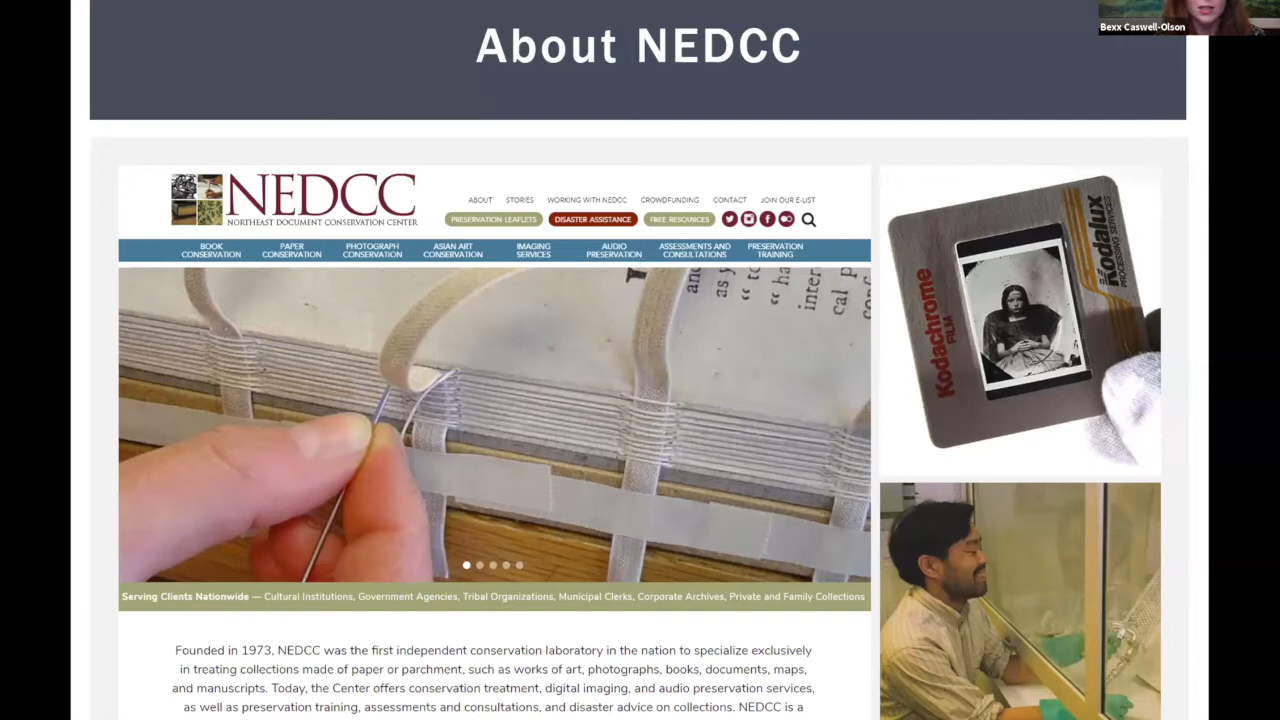 About NEDCC
Bexx Caswell-Olson
NEDCC
NORTHEAST DOCUMENT CONSERVATION CENTER
ABOUT STORIES WORKING WITH NEDCC CROWDFUNDING CONTACT JOIN OUR E-LIST
PRESERVATION LEAFLETS DISASTER ASSISTANCE FREE RESOURCES
BOOK CONSERVATION
PAPER CONSERVATION
PHOTOGRAPH CONSERVATION
ASIAN ART CONSERVATION
IMAGING SERVICES
AUDIO PRESERVATION
ASSESSMENTS AND CONSULTATIONS
PRESERVATION TRAINING
as y
“ to
“ ha
inter
cal p
Kodachrome
FILM
Kodalux
PROCESSING SERVICES
Serving Clients Nationwide — Cultural Institutions, Government Agencies, Tribal Organizations, Municipal Clerks, Corporate Archives, Private and Family Collections
Founded in 1973, NEDCC was the first independent conservation laboratory in the nation to specialize exclusively
in treating collections made of paper or parchment, such as works of art, photographs, books, documents, maps,
and manuscripts. Today, the Center offers conservation treatment, digital imaging, and audio preservation services,
as well as preservation training, assessments and consultations, and disaster advice on collections. NEDCC is a